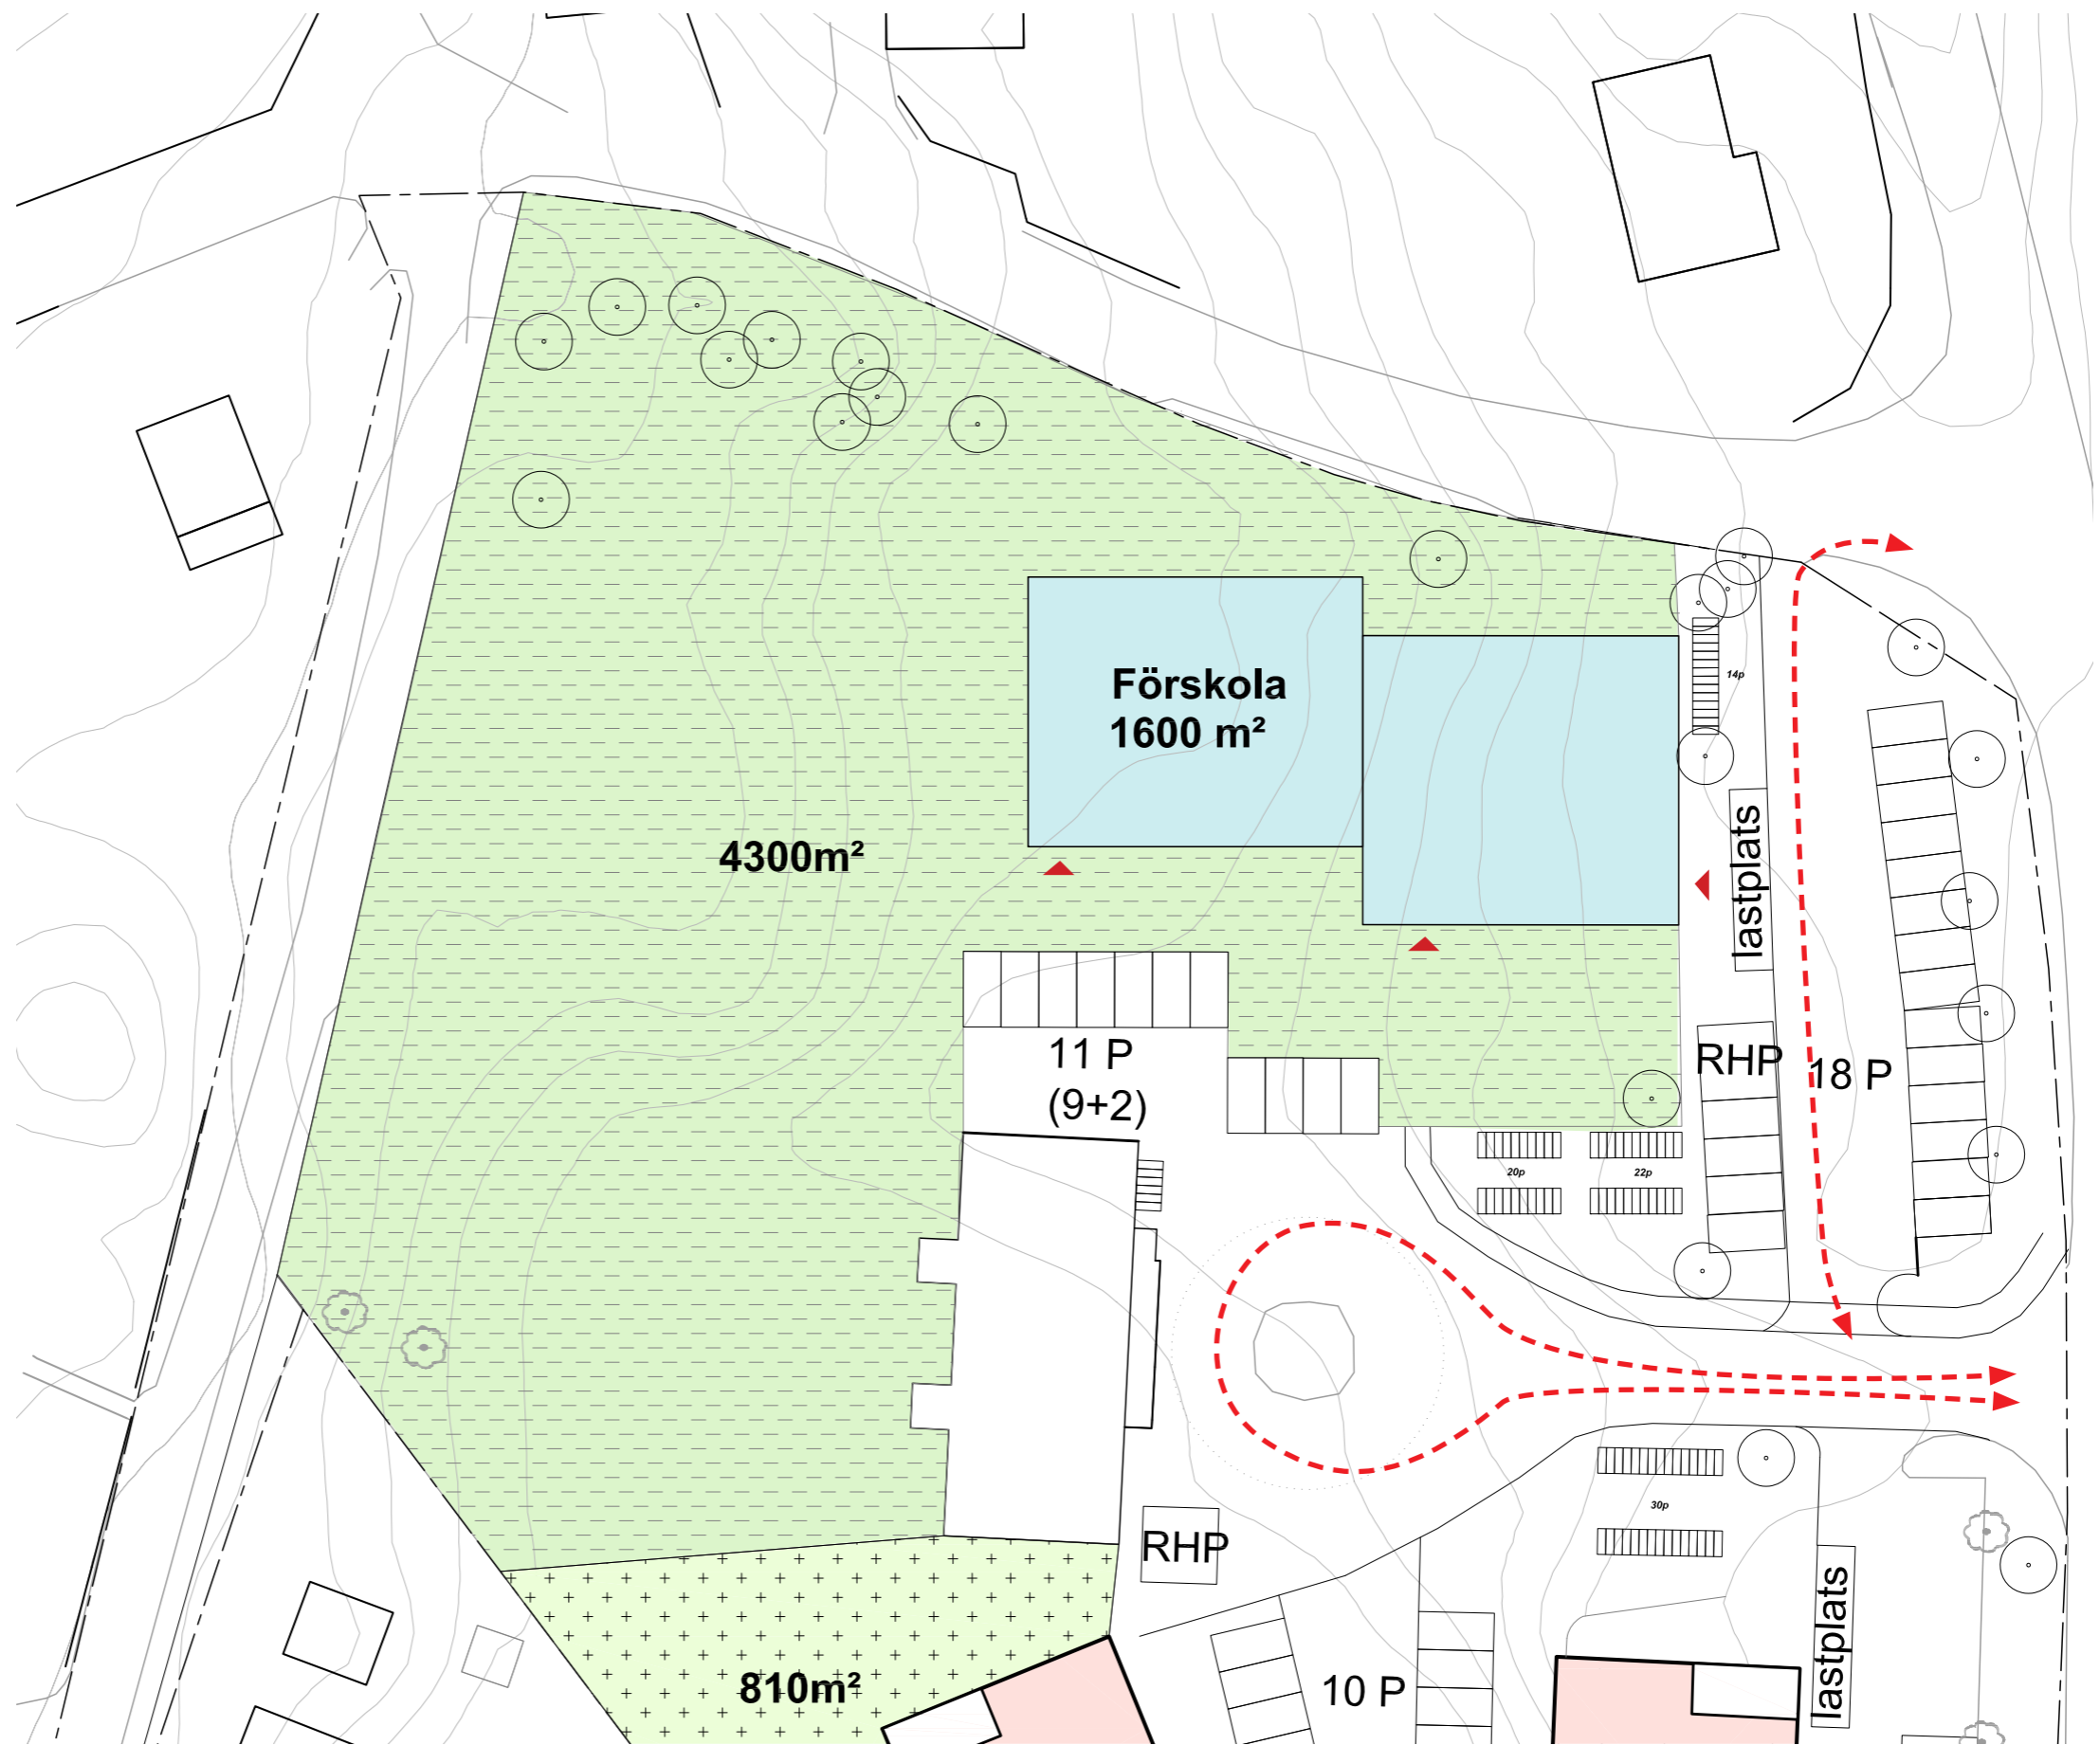 Förskola
1600 m²
14p
lastplats
4300m²
11 P
(9+2)
RHP
18 P
20p
22p
30p
RHP
810m²
10 P
lastplats